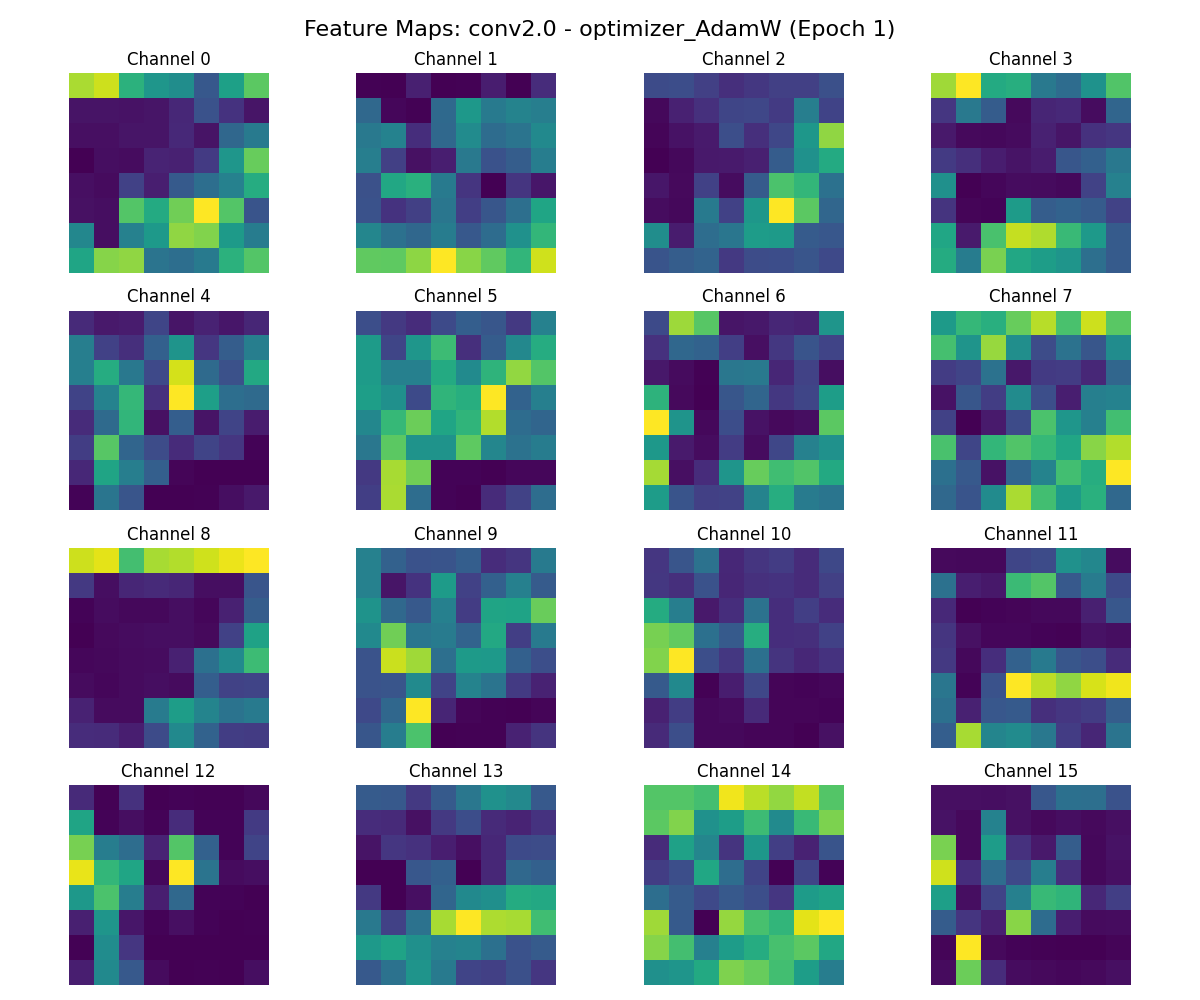 Feature Maps: conv2.0 - optimizer_AdamW (Epoch 1)
Channel 0
Channel 1
Channel 2
Channel 3
Channel 4
Channel 5
Channel 6
Channel 7
Channel 8
Channel 9
Channel 10
Channel 11
Channel 12
Channel 13
Channel 14
Channel 15